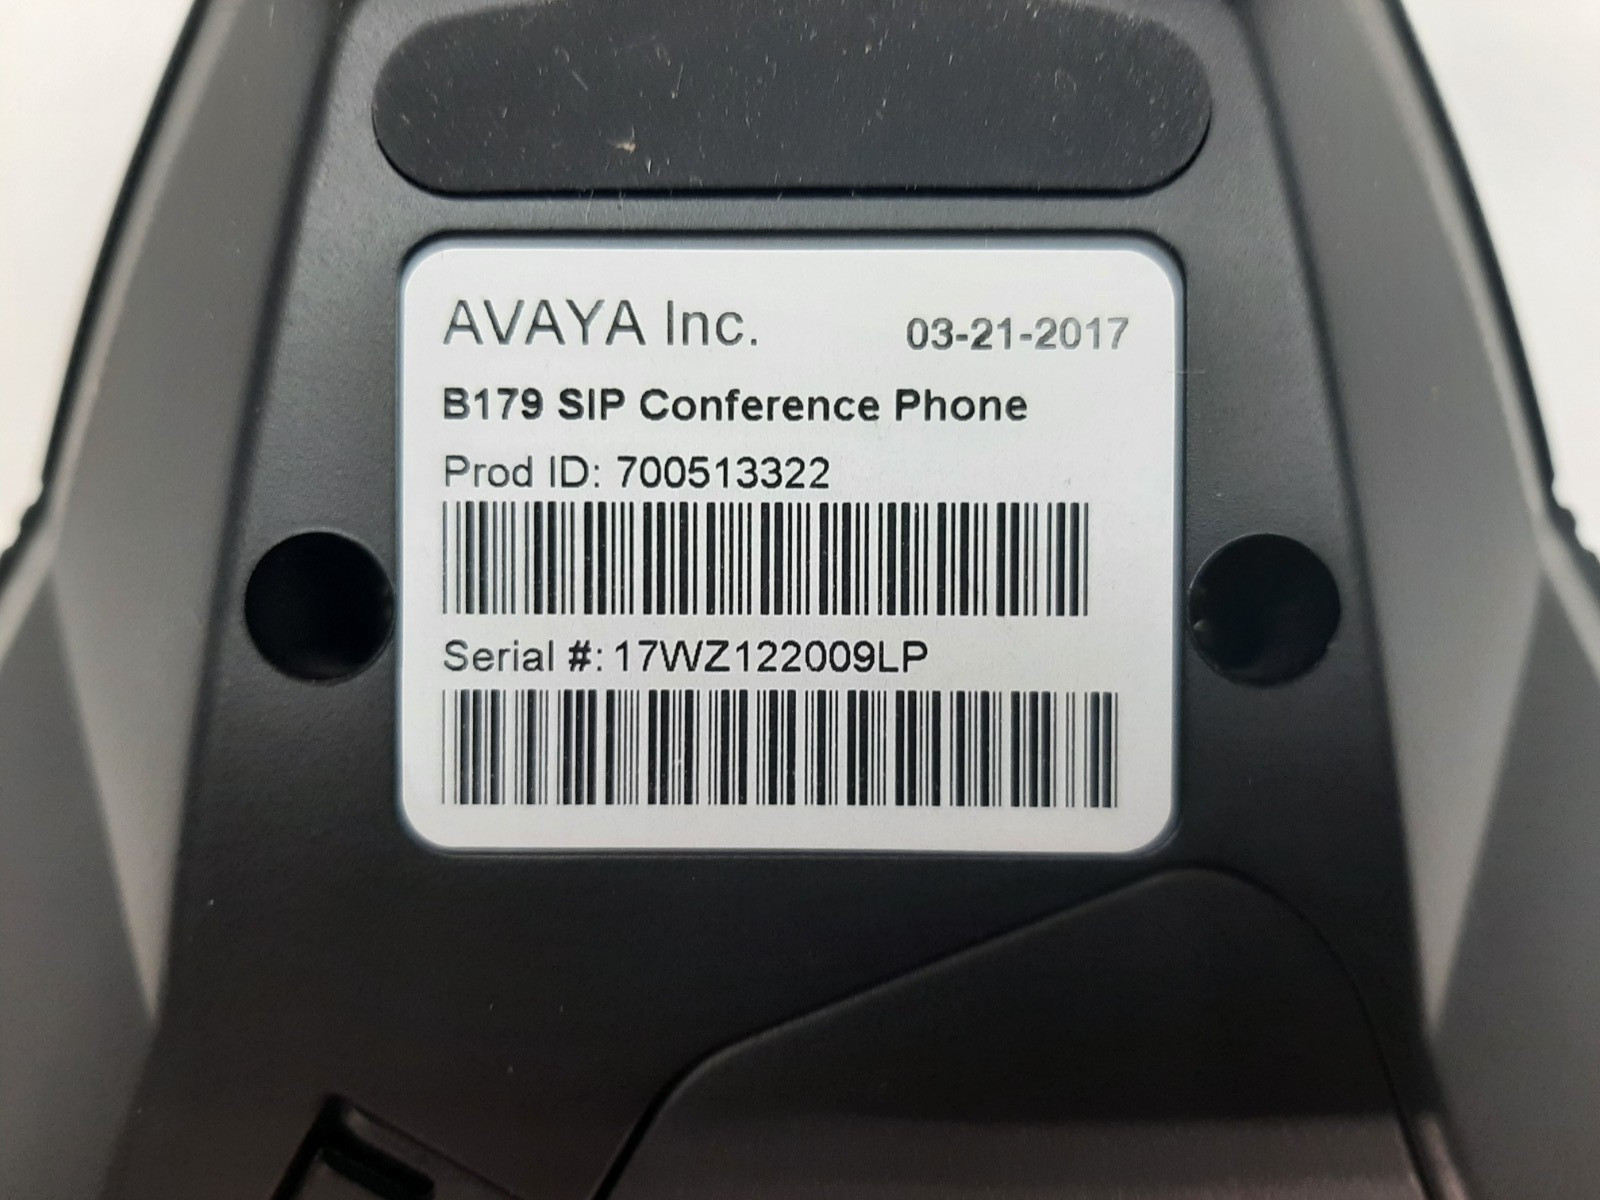 AVAYA Inc. 03-21-2017
B179 SIP Conference Phone
Prod ID: 700513322
Serial #: 17WZ122009LP